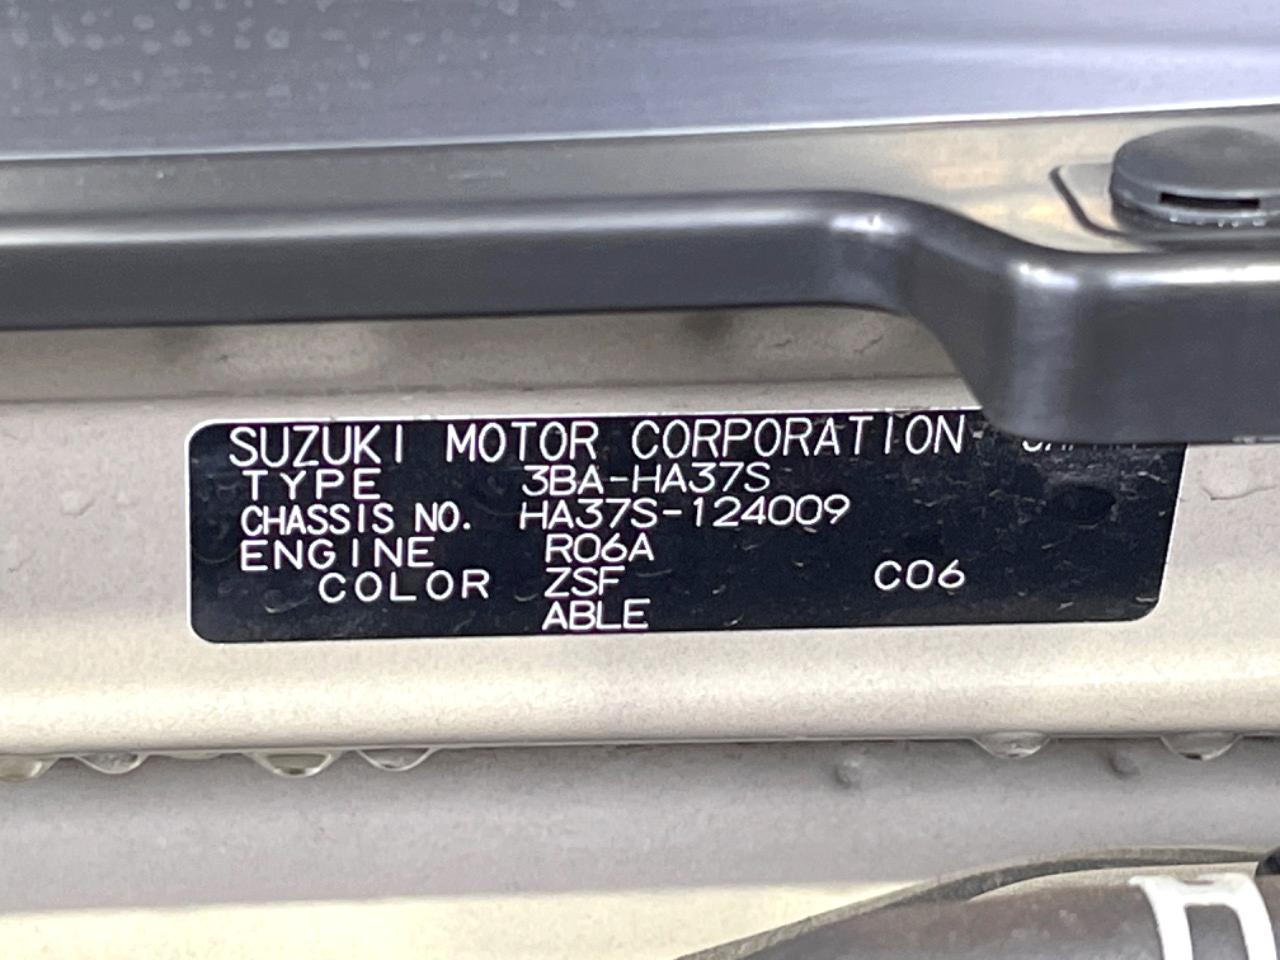 SUZUKI MOTOR CORPORATION
TYPE 3BA-HA37S
CHASSIS NO. HA37S-124009
ENGINE R06A
COLOR ZSF C06
ABLE